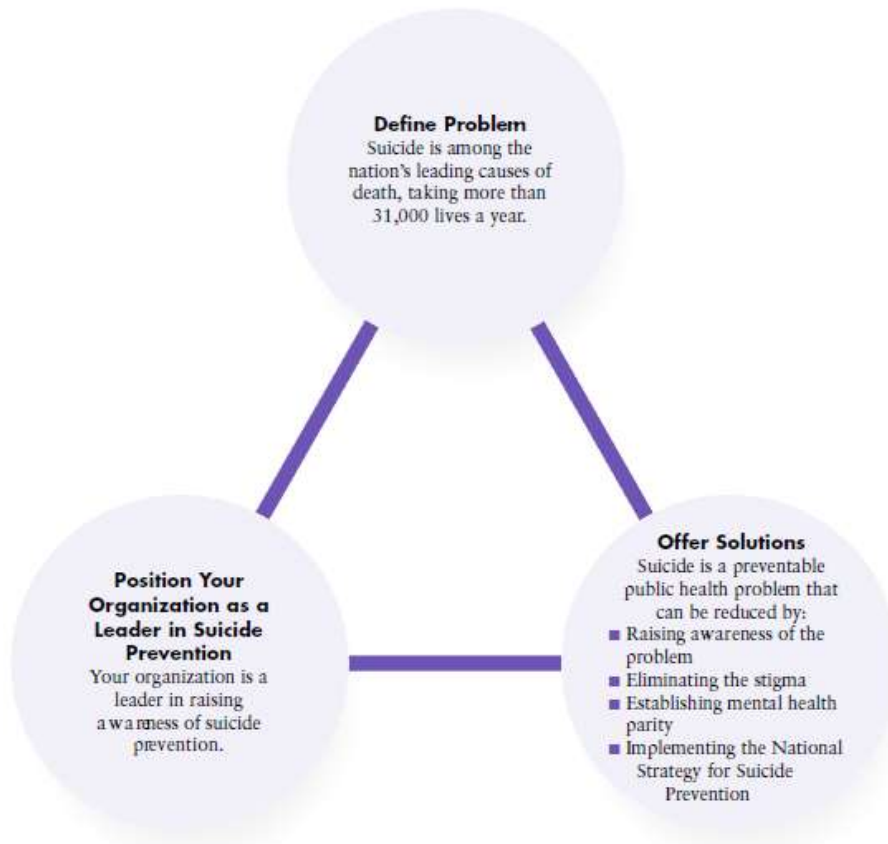 Define Problem
Suicide is among the
nation's leading causes of
death, taking more than
31,000 lives a year.
Position Your
Organization as a
Leader in Suicide
Prevention
Your organization is a
leader in raising
awareness of suicide
prevention.
Offer Solutions
Suicide is a preventable
public health problem that
can be reduced by:
■ Raising awareness of the
problem
■ Eliminating the stigma
■ Establishing mental health
parity
■ Implementing the National
Strategy for Suicide
Prevention